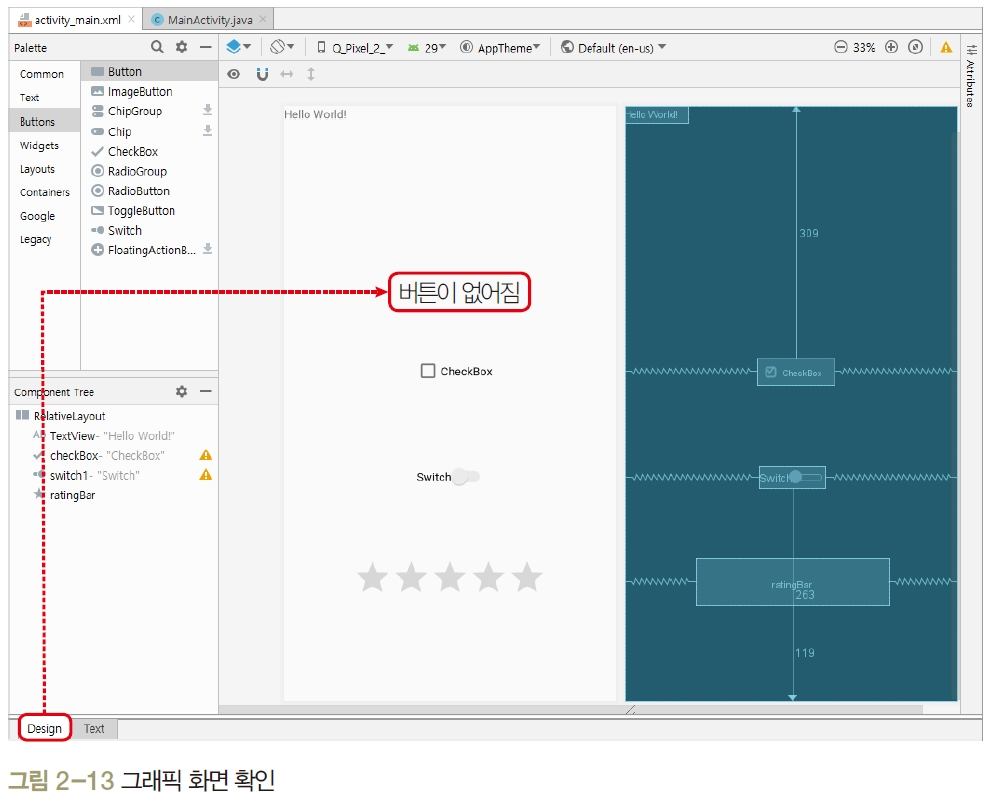 activity_main.xml
MainActivity.java
Palette
Q_Pixel_2_
29
AppTheme
Default (en-us)
33%
Attributes
Common
Text
Buttons
Widgets
Layouts
Containers
Google
Legacy
Button
ImageButton
ChipGroup
Chip
CheckBox
RadioGroup
RadioButton
ToggleButton
Switch
FloatingActionB...
Hello World!
버튼이 없어짐
CheckBox
Switch
Hello World!
309
CheckBox
Switch
ratingBar
263
119
Component Tree
RelativeLayout
Ab TextView- "Hello World!"
checkBox- "CheckBox"
switch1- "Switch"
ratingBar
Design
Text
그림 2-13 그래픽 화면 확인